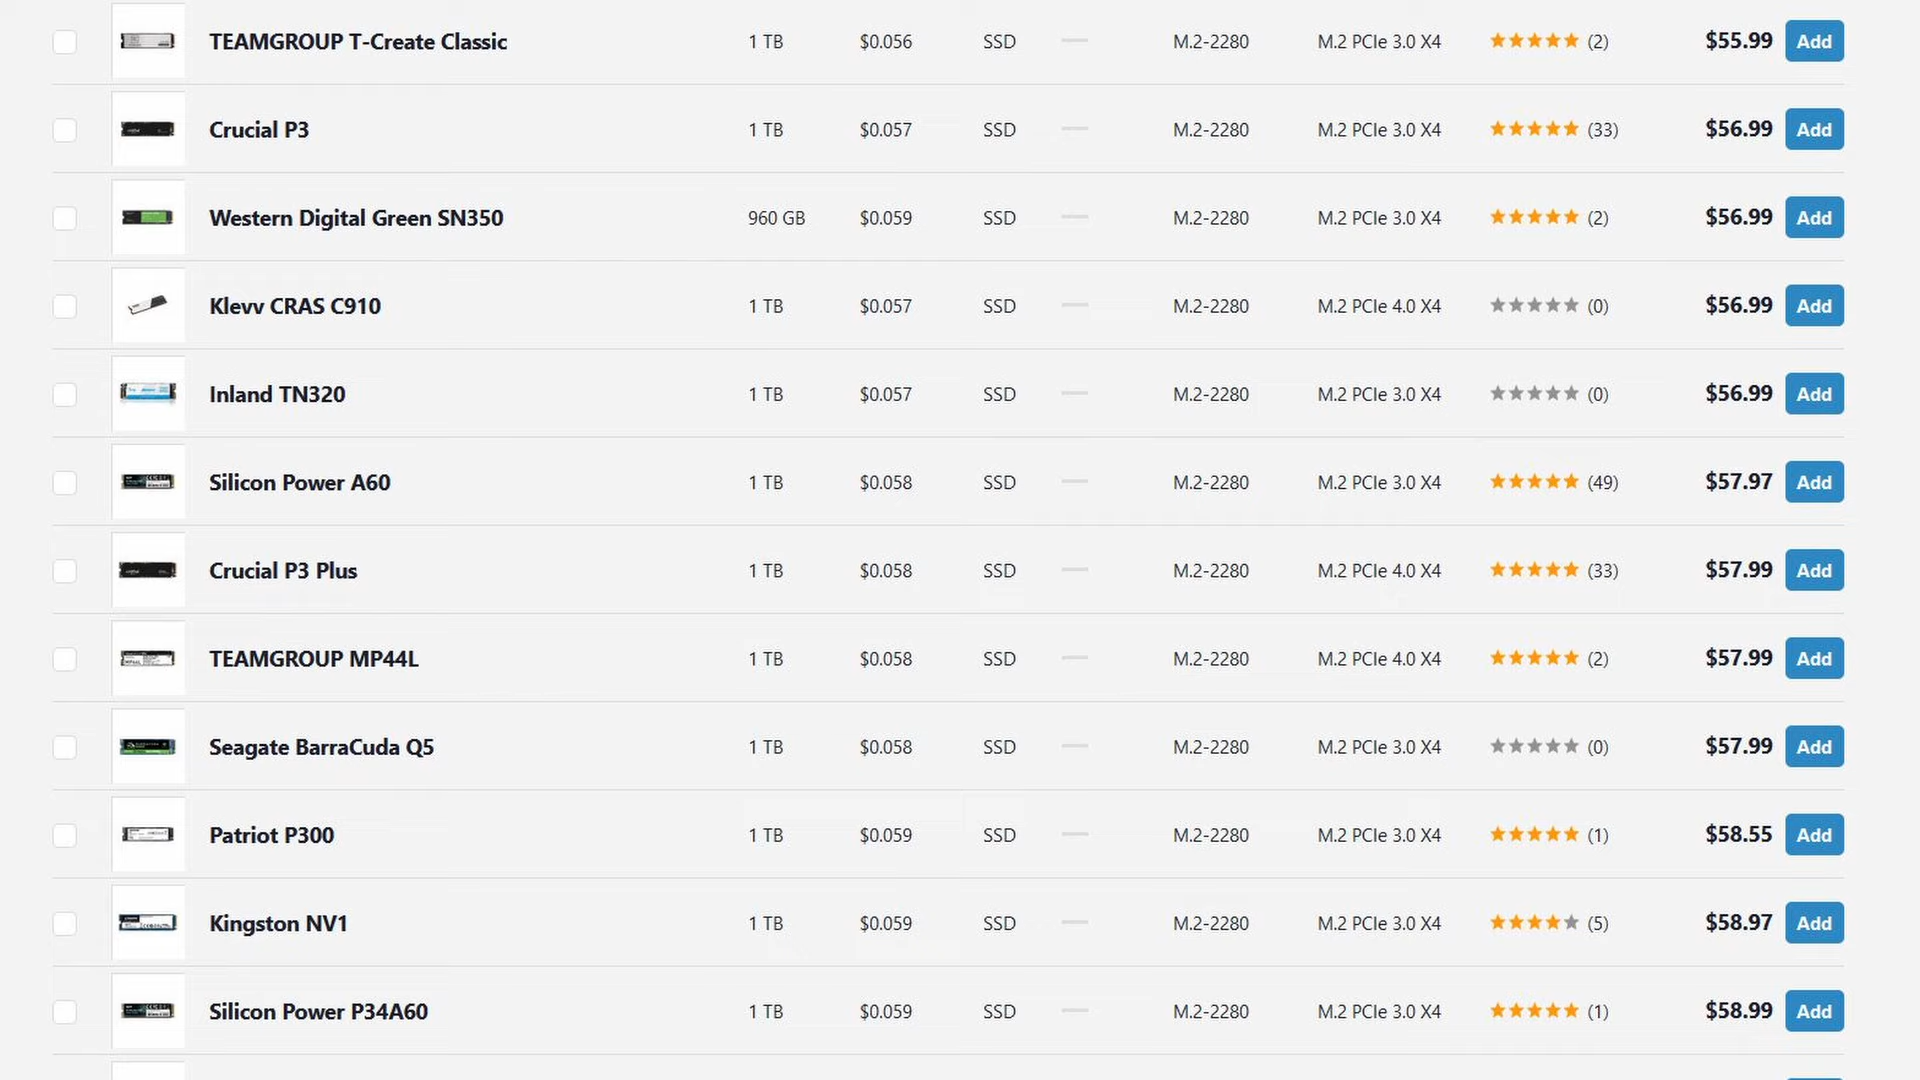 TEAMGROUP T-Create Classic 1 TB $0.056 SSD M.2-2280 M.2 PCIe 3.0 X4 (2) $55.99 Add
Crucial P3 1 TB $0.057 SSD M.2-2280 M.2 PCIe 3.0 X4 (33) $56.99 Add
Western Digital Green SN350 960 GB $0.059 SSD M.2-2280 M.2 PCIe 3.0 X4 (2) $56.99 Add
Klevv CRAS C910 1 TB $0.057 SSD M.2-2280 M.2 PCIe 4.0 X4 (0) $56.99 Add
Inland TN320 1 TB $0.057 SSD M.2-2280 M.2 PCIe 3.0 X4 (0) $56.99 Add
Silicon Power A60 1 TB $0.058 SSD M.2-2280 M.2 PCIe 3.0 X4 (49) $57.97 Add
Crucial P3 Plus 1 TB $0.058 SSD M.2-2280 M.2 PCIe 4.0 X4 (33) $57.99 Add
TEAMGROUP MP44L 1 TB $0.058 SSD M.2-2280 M.2 PCIe 4.0 X4 (2) $57.99 Add
Seagate BarraCuda Q5 1 TB $0.058 SSD M.2-2280 M.2 PCIe 3.0 X4 (0) $57.99 Add
Patriot P300 1 TB $0.059 SSD M.2-2280 M.2 PCIe 3.0 X4 (1) $58.55 Add
Kingston NV1 1 TB $0.059 SSD M.2-2280 M.2 PCIe 3.0 X4 (5) $58.97 Add
Silicon Power P34A60 1 TB $0.059 SSD M.2-2280 M.2 PCIe 3.0 X4 (1) $58.99 Add